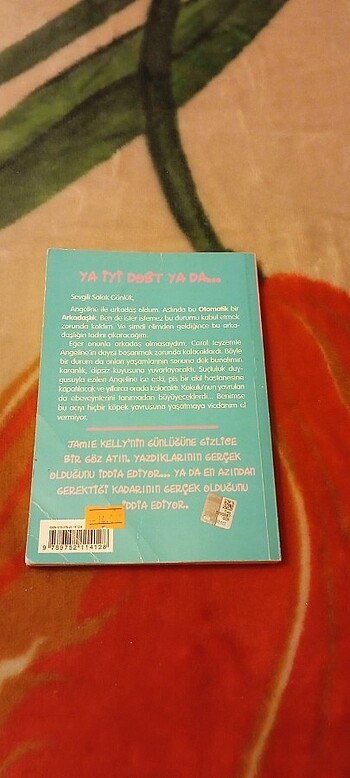 YA İYİ DOST YA DA...
Sevgili Salak Günlük,
Angeline ile arkadaş oldum. Aslında bu Otomatik bir
Arkadaşlık. Ben de ister istemez bu durumu kabul etmek
zorunda kaldım. Ve şimdi elimden geldiğince bu arka-
daşlığın tadını çıkaracağım.
Eğer onunla arkadaş olmasaydım, Carol teyzemle
Angeline'in dayısı boşanmak zorunda kalacaklardı. Böyle
bir durum da onları yaşamlarının sonuna dek bunalımın
karanlık, dipsiz kuyusuna yuvarlayacaktı. Suçluluk duy-
gusuyla ezilen Angeline ise eski, pis bir akıl hastanesine
kapatılacak ve yıllarca orada kalacaktı. Kokuku'nun yavruları
da ebeveynlerini tanımadan büyüyeceklerdi... Benimse
bu acıyı hiçbir köpek yavrusuna yaşatmaya vicdanım el
vermiyor.
JAMIE KELLY'NİN GÜNLÜĞÜNE GİZLİCE
BİR GÖZ ATIN. YAZDIKLARININ GERÇEK
OLDUĞUNU İDDİA EDİYOR... YA DA EN AZINDAN
GEREKTİĞİ KADARININ GERÇEK OLDUĞUNU
İDDİA EDİYOR.
9 789752 114128